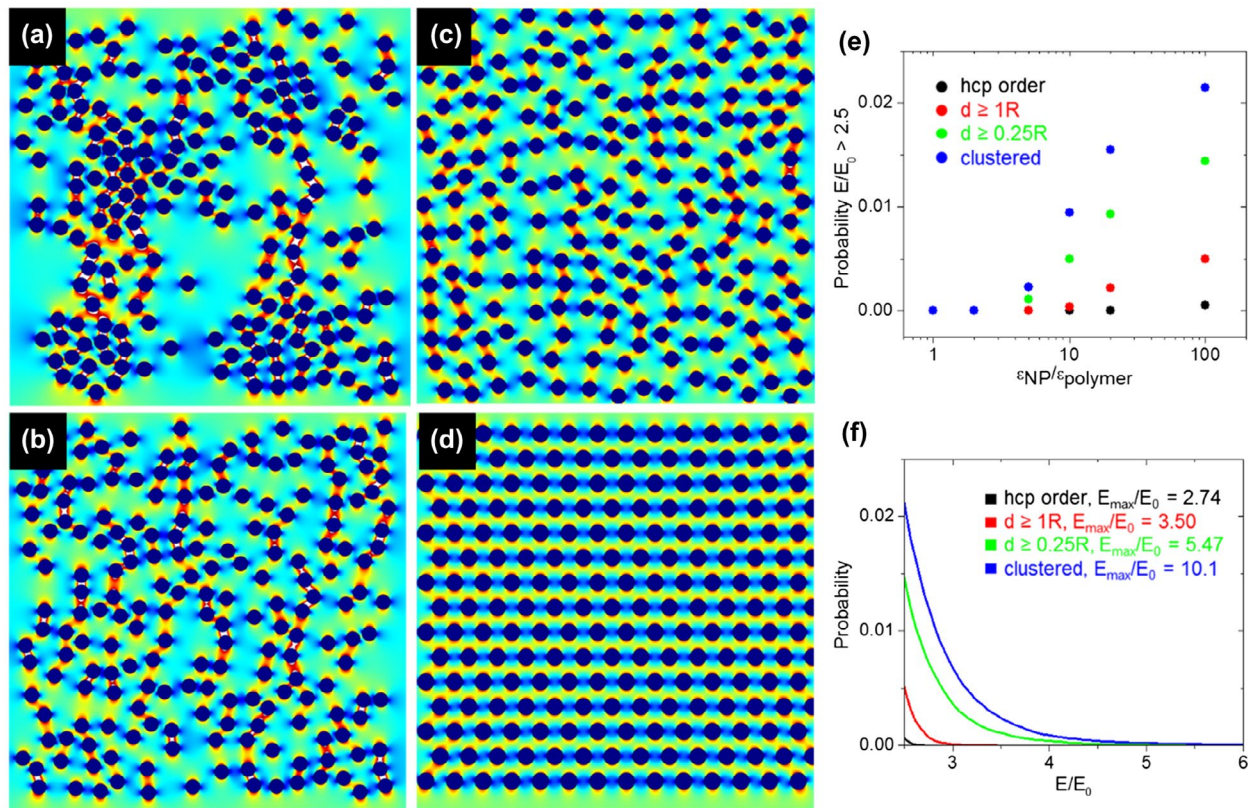 (a)
(c)
(b)
(d)
(e)
Probability E/E₀ > 2.5
0.02
0.01
0.00
hcp order
d ≥ 1R
d ≥ 0.25R
clustered
1
10
100
εNP/εpolymer
(f)
Probability
0.02
0.01
0.00
hcp order, Emax/E₀ = 2.74
d ≥ 1R, Emax/E₀ = 3.50
d ≥ 0.25R, Emax/E₀ = 5.47
clustered, Emax/E₀ = 10.1
3
4
5
6
E/E₀